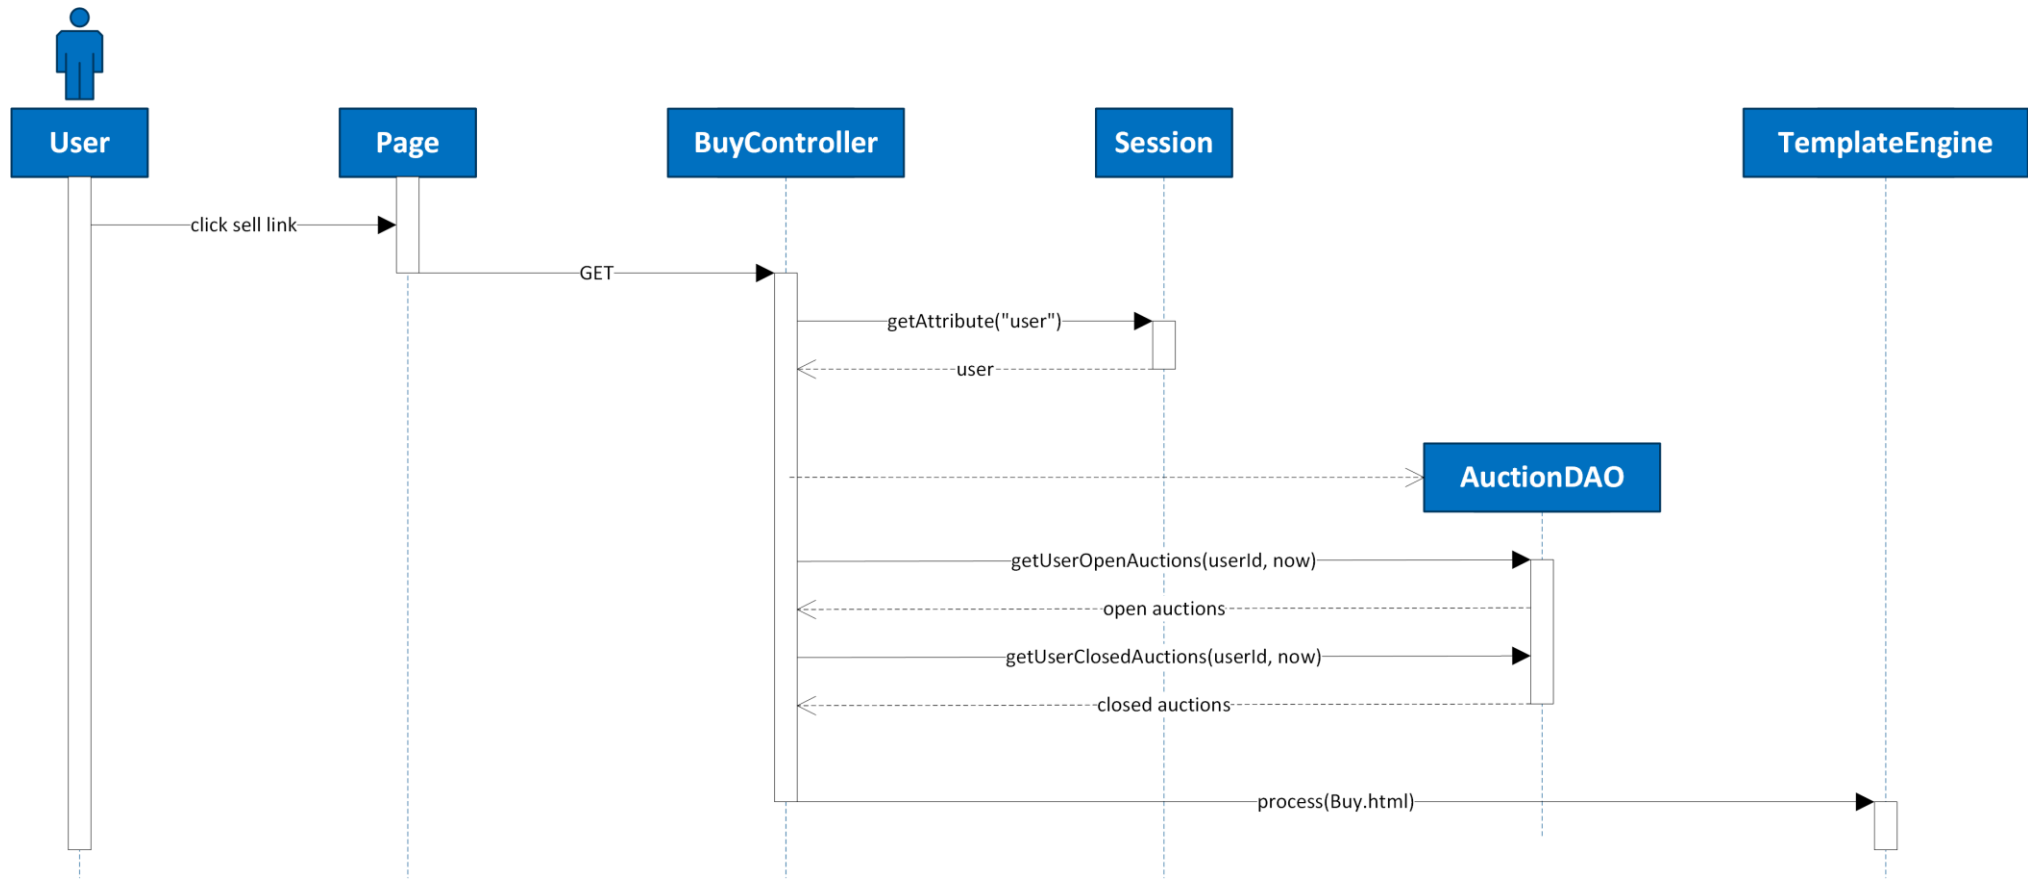 User
Page
BuyController
Session
TemplateEngine
click sell link
GET
getAttribute("user")
user
AuctionDAO
getUserOpenAuctions(userId, now)
open auctions
getUserClosedAuctions(userId, now)
closed auctions
process(Buy.html)